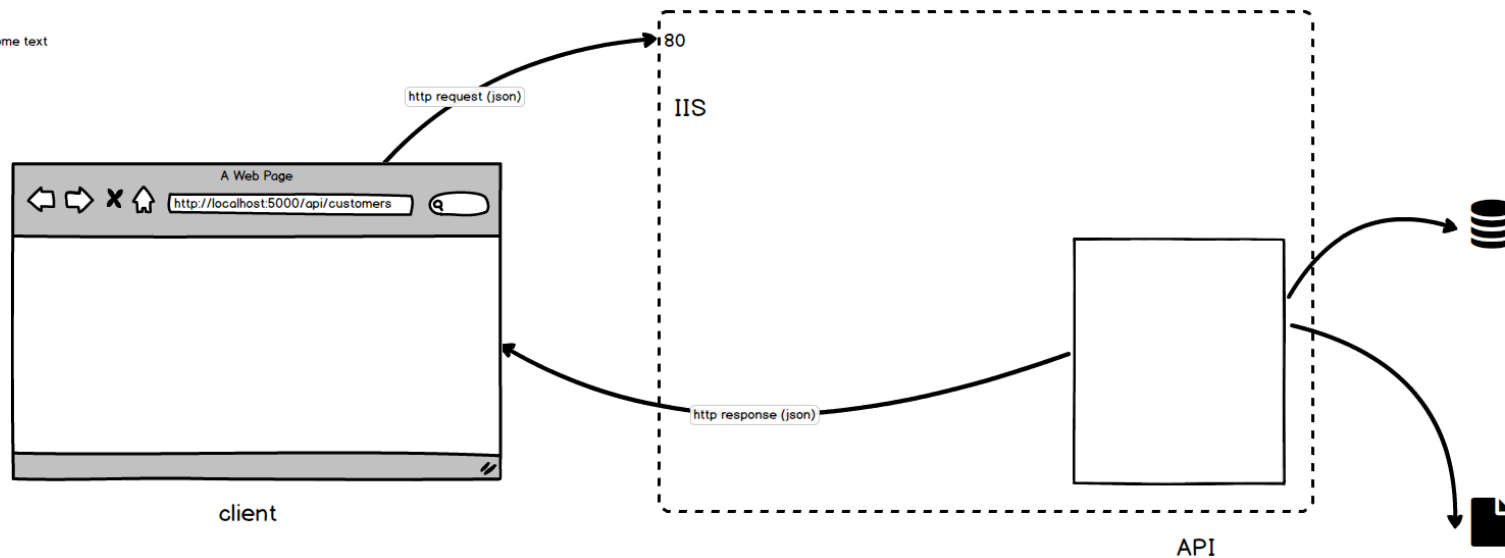 ome text
80
http request (json)
IIS
A Web Page
http://localhost:5000/api/customers
http response (json)
client
API